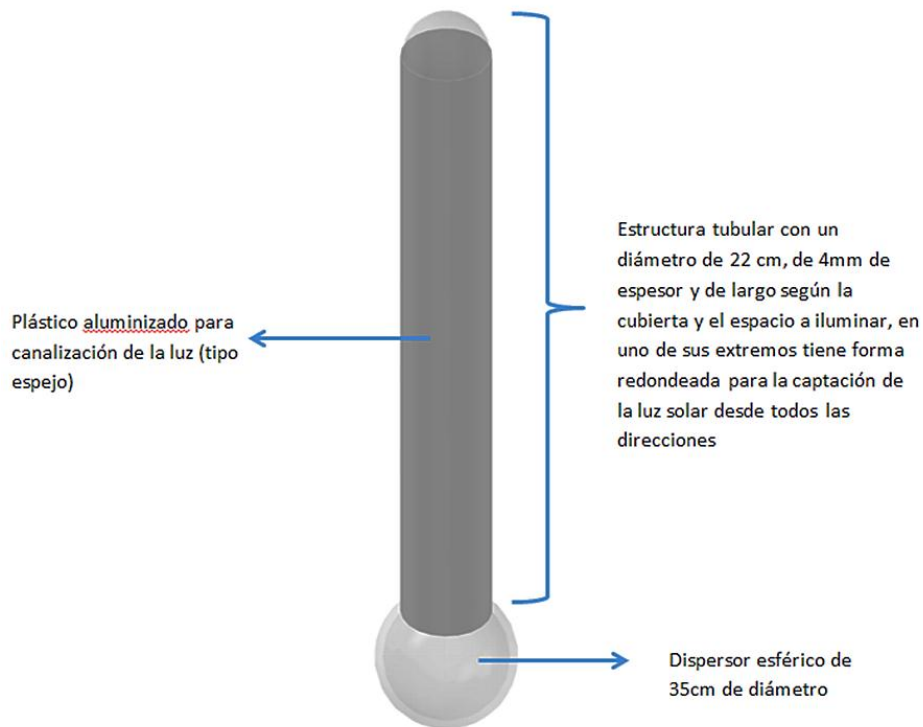 Plástico aluminizado para
canalización de la luz (tipo
espejo)
Estructura tubular con un
diámetro de 22 cm, de 4mm de
espesor y de largo según la
cubierta y el espacio a iluminar, en
uno de sus extremos tiene forma
redondeada para la captación de
la luz solar desde todos las
direcciones
Dispersor esférico de
35cm de diámetro